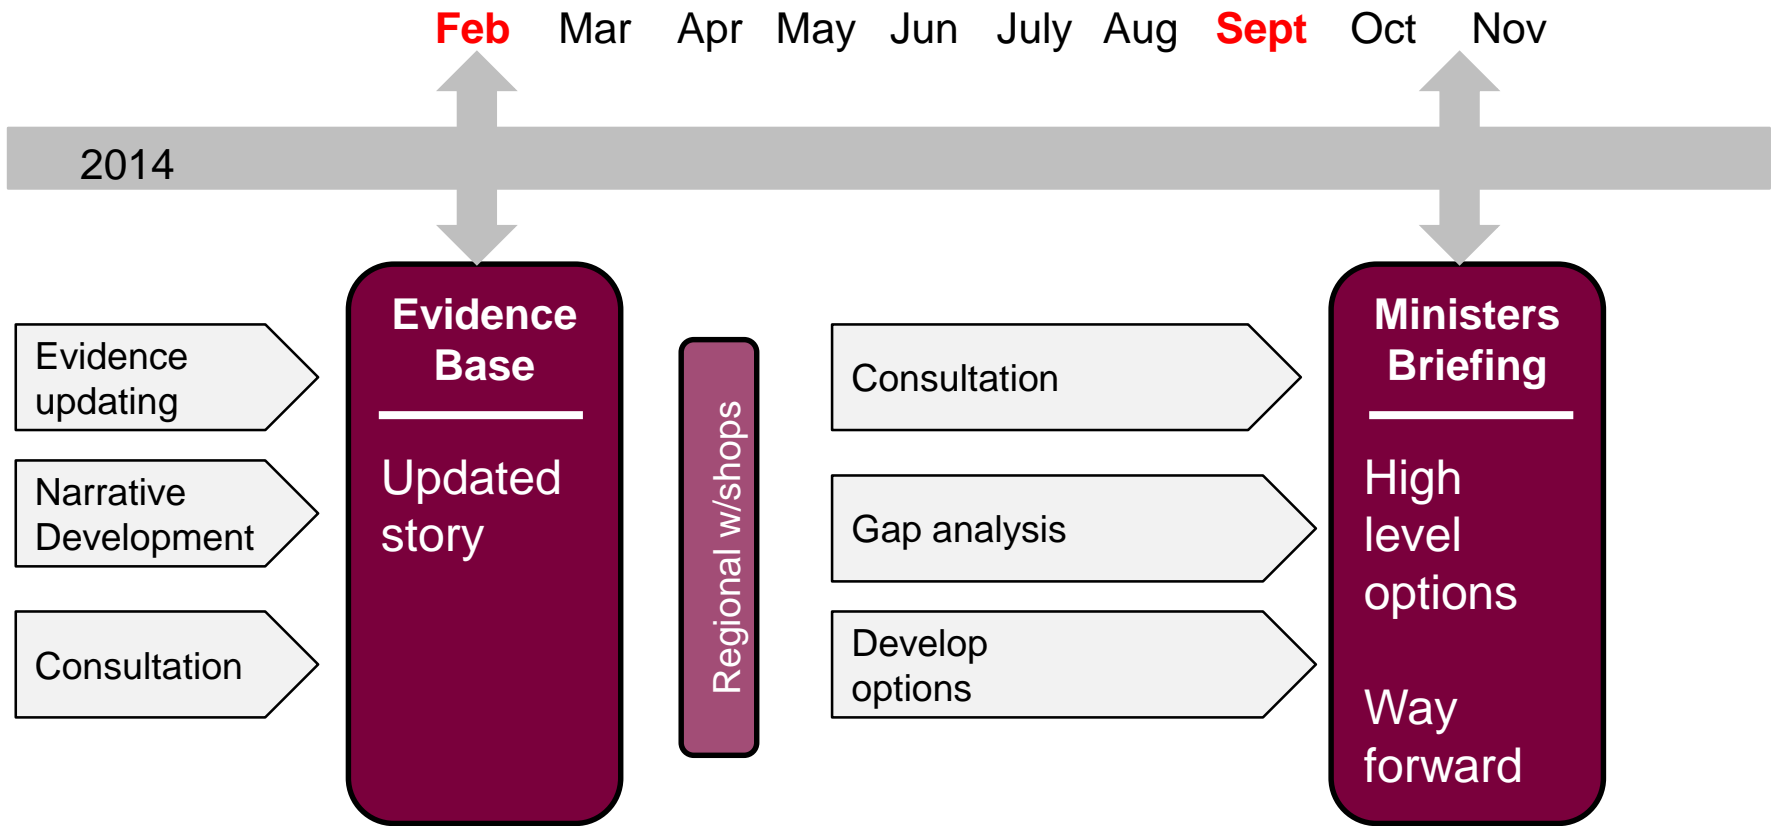 Feb Mar Apr May Jun July Aug Sept Oct Nov
2014
Evidence
updating
Narrative
Development
Consultation
Evidence
Base
Updated
story
Regional w/shops
Consultation
Gap analysis
Develop
options
Ministers
Briefing
High
level
options
Way
forward